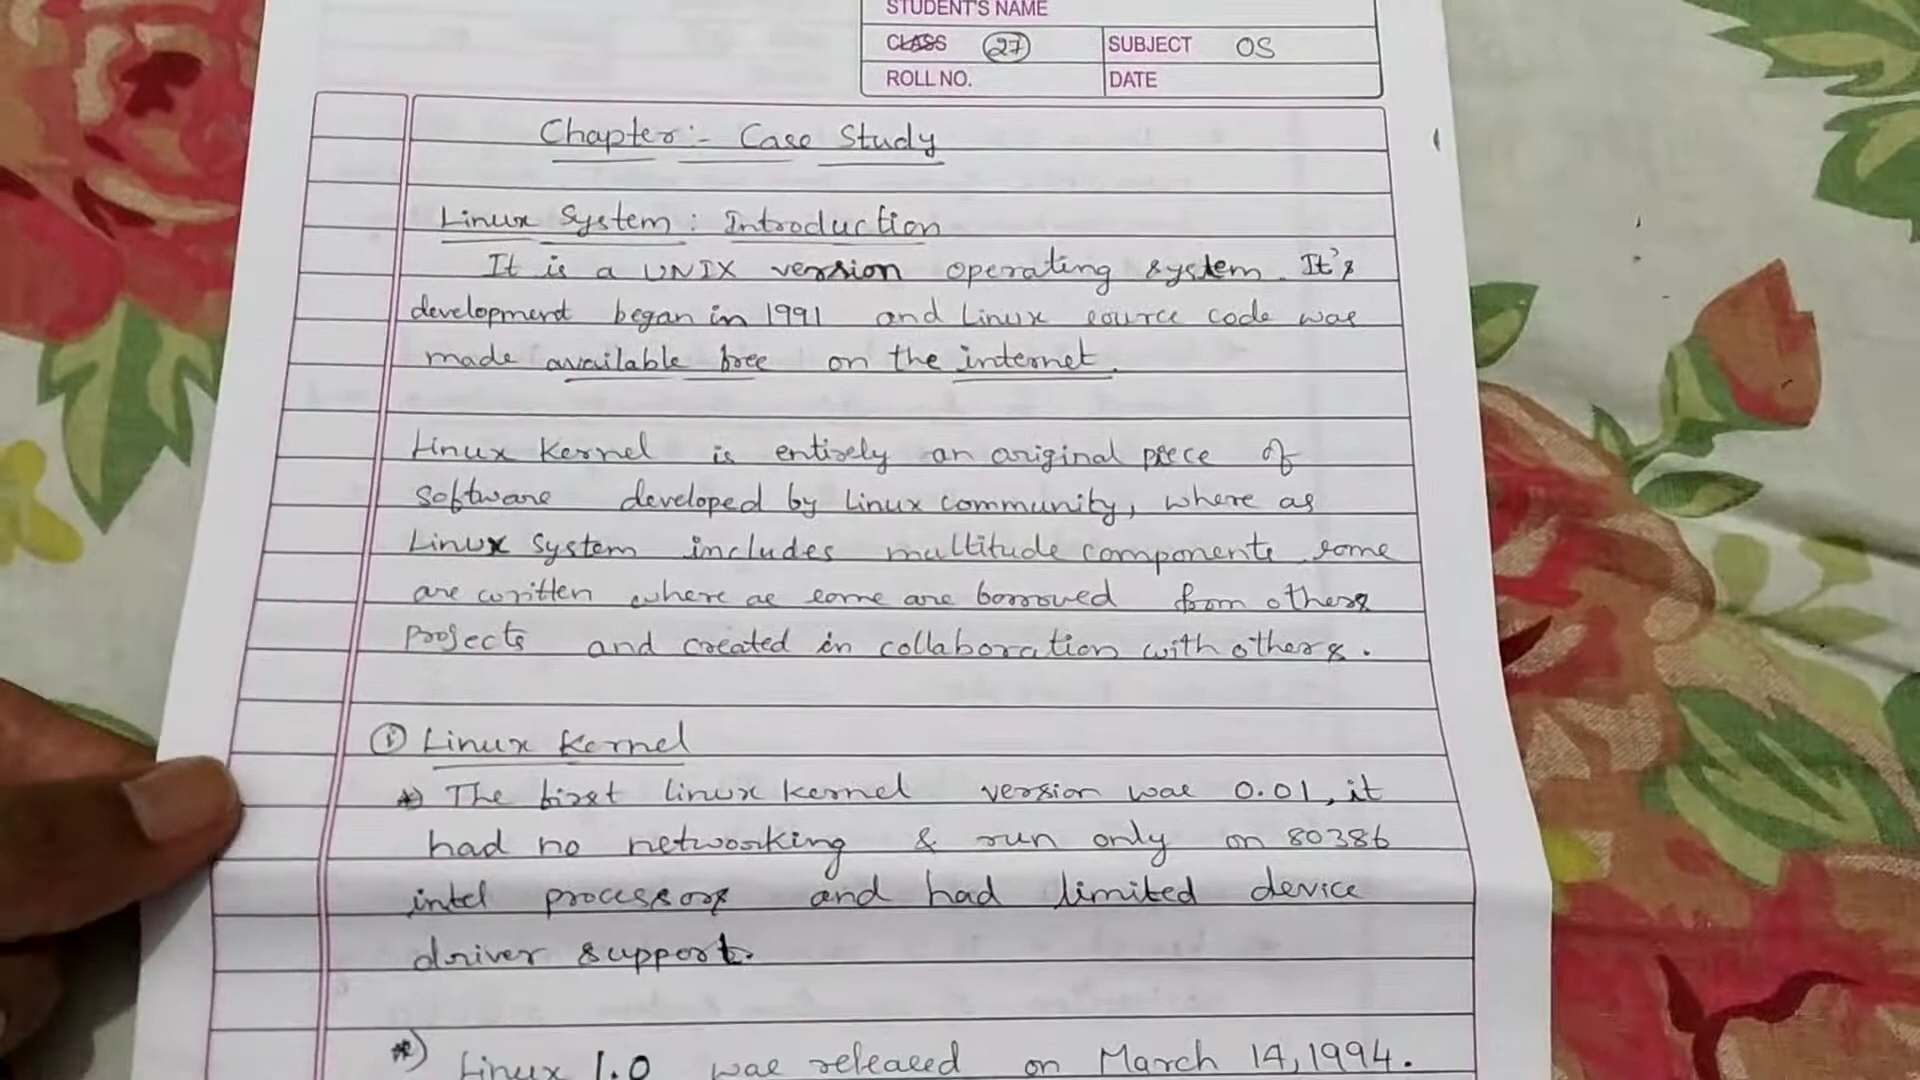 STUDENT'S NAME
CLASS 27 SUBJECT OS
ROLL NO. DATE
Chapter:- Case Study
Linux System: Introduction
It is a UNIX version operating system. It's
development began in 1991 and Linux source code was
made available free on the internet.
Linux Kernel is entirely an original piece of
software developed by Linux community, where as
Linux System includes multitude components some
are written where as some are borrowed from others
Projects and created in collaboration with others.
① Linux Kernel
*) The first linux kernel version was 0.01, it
had no networking & run only on 80386
intel processors and had limited device
driver support.
*) Linux 1.0 was released on March 14, 1994.